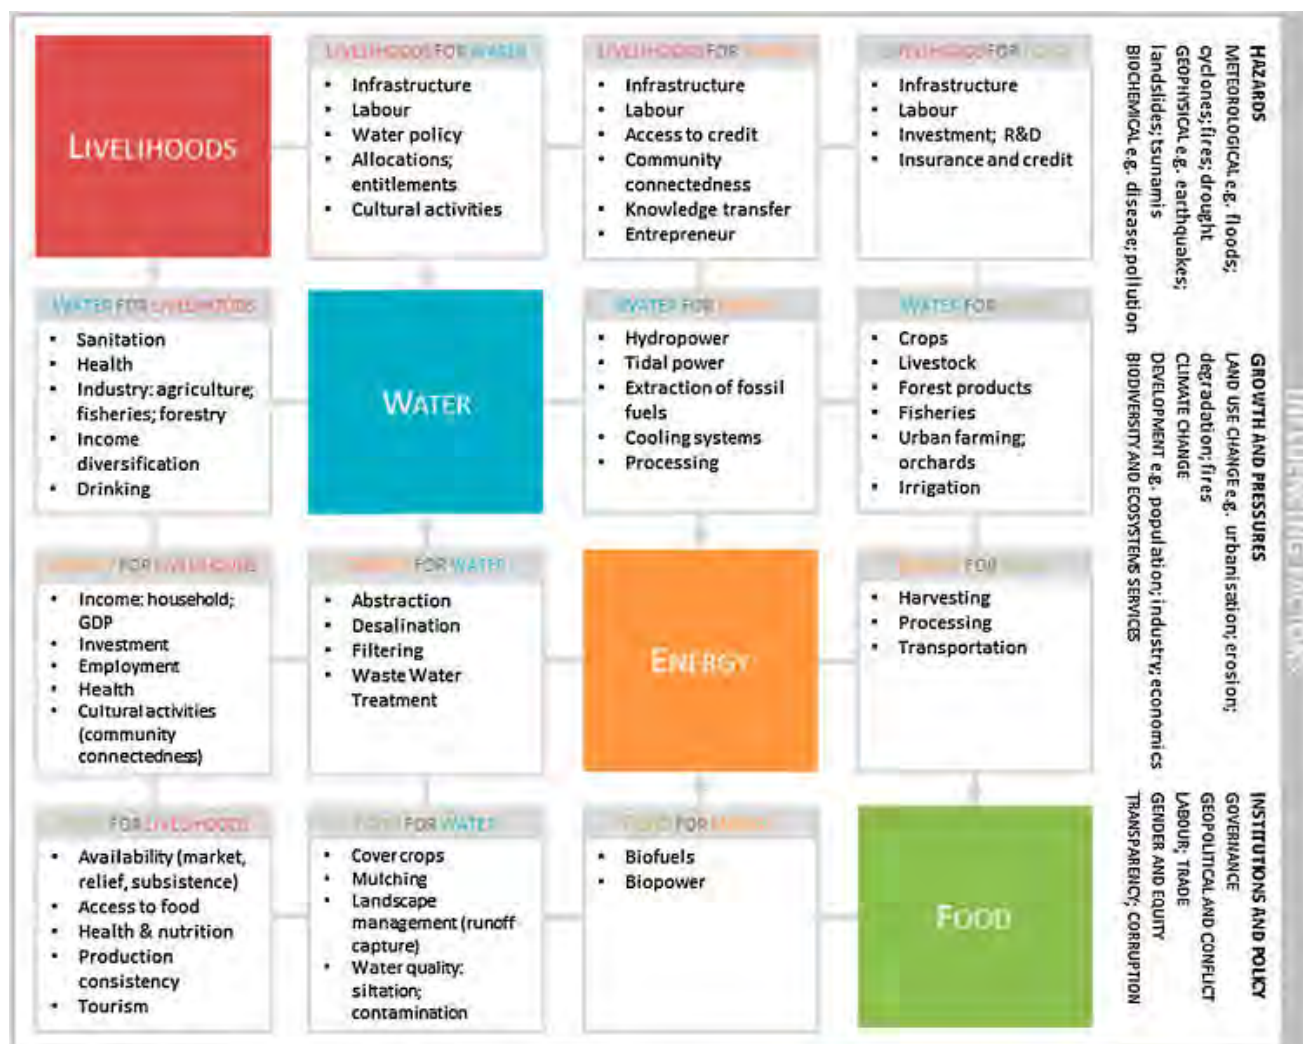 LIVELIHOODS
LIVELIHOODS FOR WATER
Infrastructure
Labour
Water policy
Allocations;
entitlements
Cultural activities
LIVELIHOODS FOR
Infrastructure
Labour
Access to credit
Community
connectedness
Knowledge transfer
Entrepreneur
LIVELIHOODS FOR
Infrastructure
Labour
Investment; R&D
Insurance and credit
WATER FOR LIVELIHOODS
Sanitation
Health
Industry: agriculture;
fisheries; forestry
Income
diversification
Drinking
WATER
WATER FOR
Hydropower
Tidal power
Extraction of fossil
fuels
Cooling systems
Processing
WATER FOR
Crops
Livestock
Forest products
Fisheries
Urban farming;
orchards
Irrigation
FOR LIVELIHOODS
Income: household;
GDP
Investment
Employment
Health
Cultural activities
(community
connectedness)
FOR WATER
Abstraction
Desalination
Filtering
Waste Water
Treatment
ENERGY
FOR
Harvesting
Processing
Transportation
FOR LIVELIHOODS
Availability (market,
relief, subsistence)
Access to food
Health & nutrition
Production
consistency
Tourism
FOR WATER
Cover crops
Mulching
Landscape
management (runoff
capture)
Water quality:
siltation;
contamination
FOOD FOR
Biofuels
Biopower
FOOD
HAZARDS
METEOROLOGICAL e.g. floods;
cyclones; fires; drought
GEOPHYSICAL e.g. earthquakes;
landslides; tsunamis
BIOCHEMICAL e.g. disease; pollution
GROWTH AND PRESSURES
LAND USE CHANGE e.g. urbanisation; erosion;
degradation; fires
CLIMATE CHANGE
DEVELOPMENT e.g. population; industry; economics
BIODIVERSITY AND ECOSYSTEMS SERVICES
INSTITUTIONS AND POLICY
GOVERNANCE
GEOPOLITICAL AND CONFLICT
LABOUR; TRADE
GENDER AND EQUITY
TRANSPARENCY; CORRUPTION